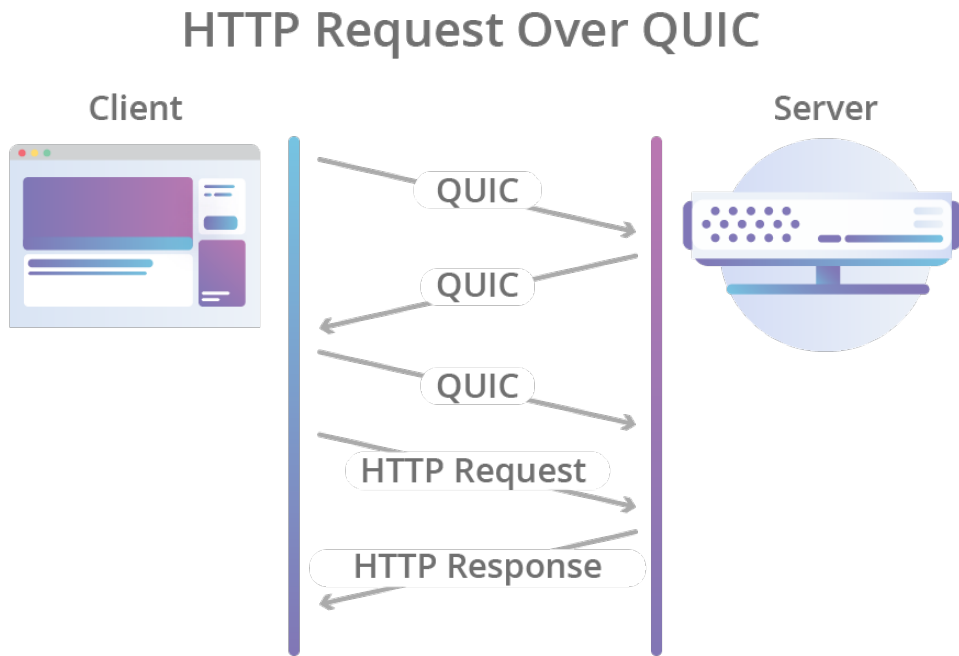 HTTP Request Over QUIC
Client
Server
QUIC
QUIC
QUIC
HTTP Request
HTTP Response